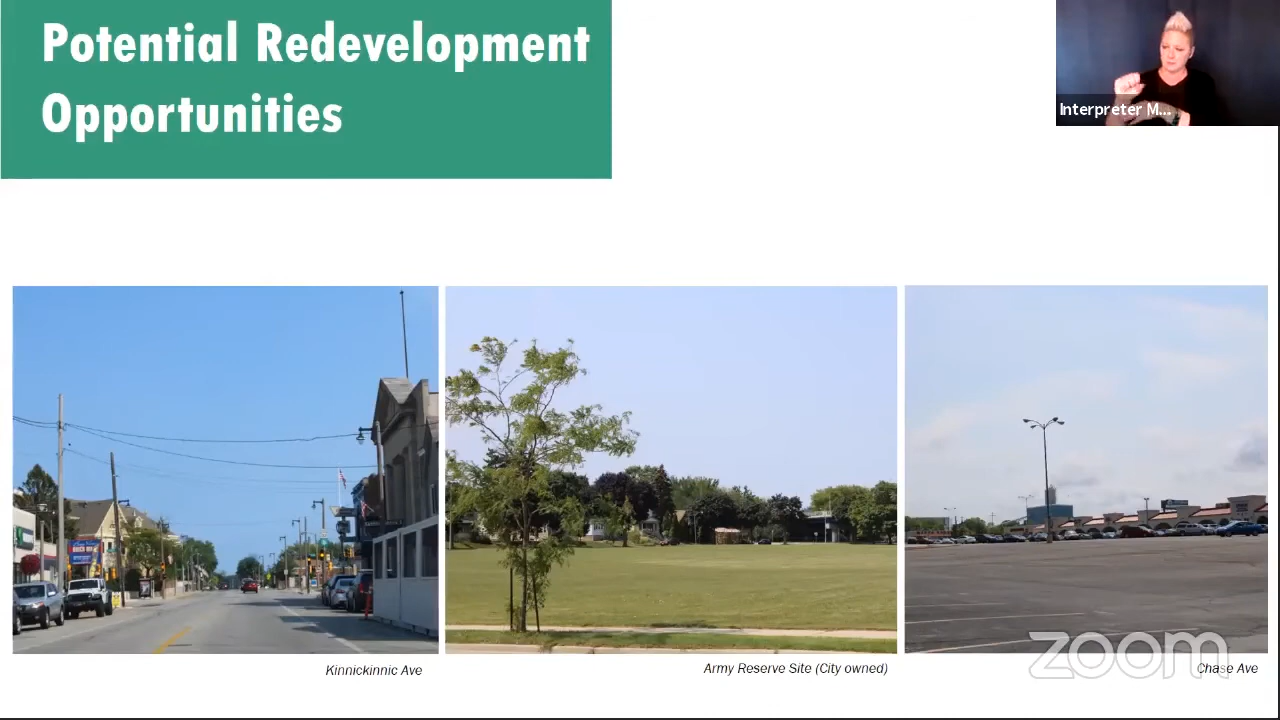 Potential Redevelopment
Opportunities
Interpreter M...
Kinnickinnic Ave
Army Reserve Site (City owned)
Chase Ave
zoom